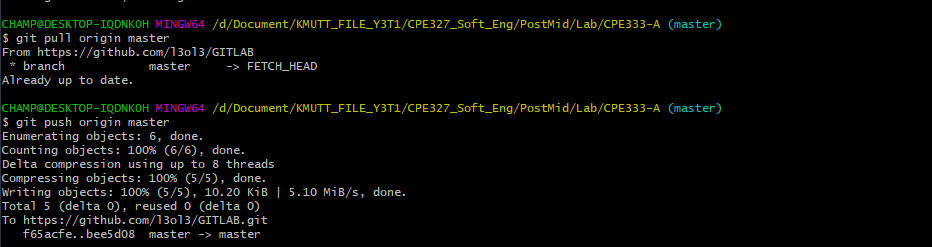 CHAMP@DESKTOP-IQDNKOH MINGW64 /d/Document/KMUTT_FILE_Y3T1/CPE327_Soft_Eng/PostMid/Lab/CPE333-A (master)
$ git pull origin master
From https://github.com/l3ol3/GITLAB
 * branch            master     -> FETCH_HEAD
Already up to date.
CHAMP@DESKTOP-IQDNKOH MINGW64 /d/Document/KMUTT_FILE_Y3T1/CPE327_Soft_Eng/PostMid/Lab/CPE333-A (master)
$ git push origin master
Enumerating objects: 6, done.
Counting objects: 100% (6/6), done.
Delta compression using up to 8 threads
Compressing objects: 100% (5/5), done.
Writing objects: 100% (5/5), 10.20 KiB | 5.10 MiB/s, done.
Total 5 (delta 0), reused 0 (delta 0)
To https://github.com/l3ol3/GITLAB.git
   f65acfe..bee5d08  master -> master